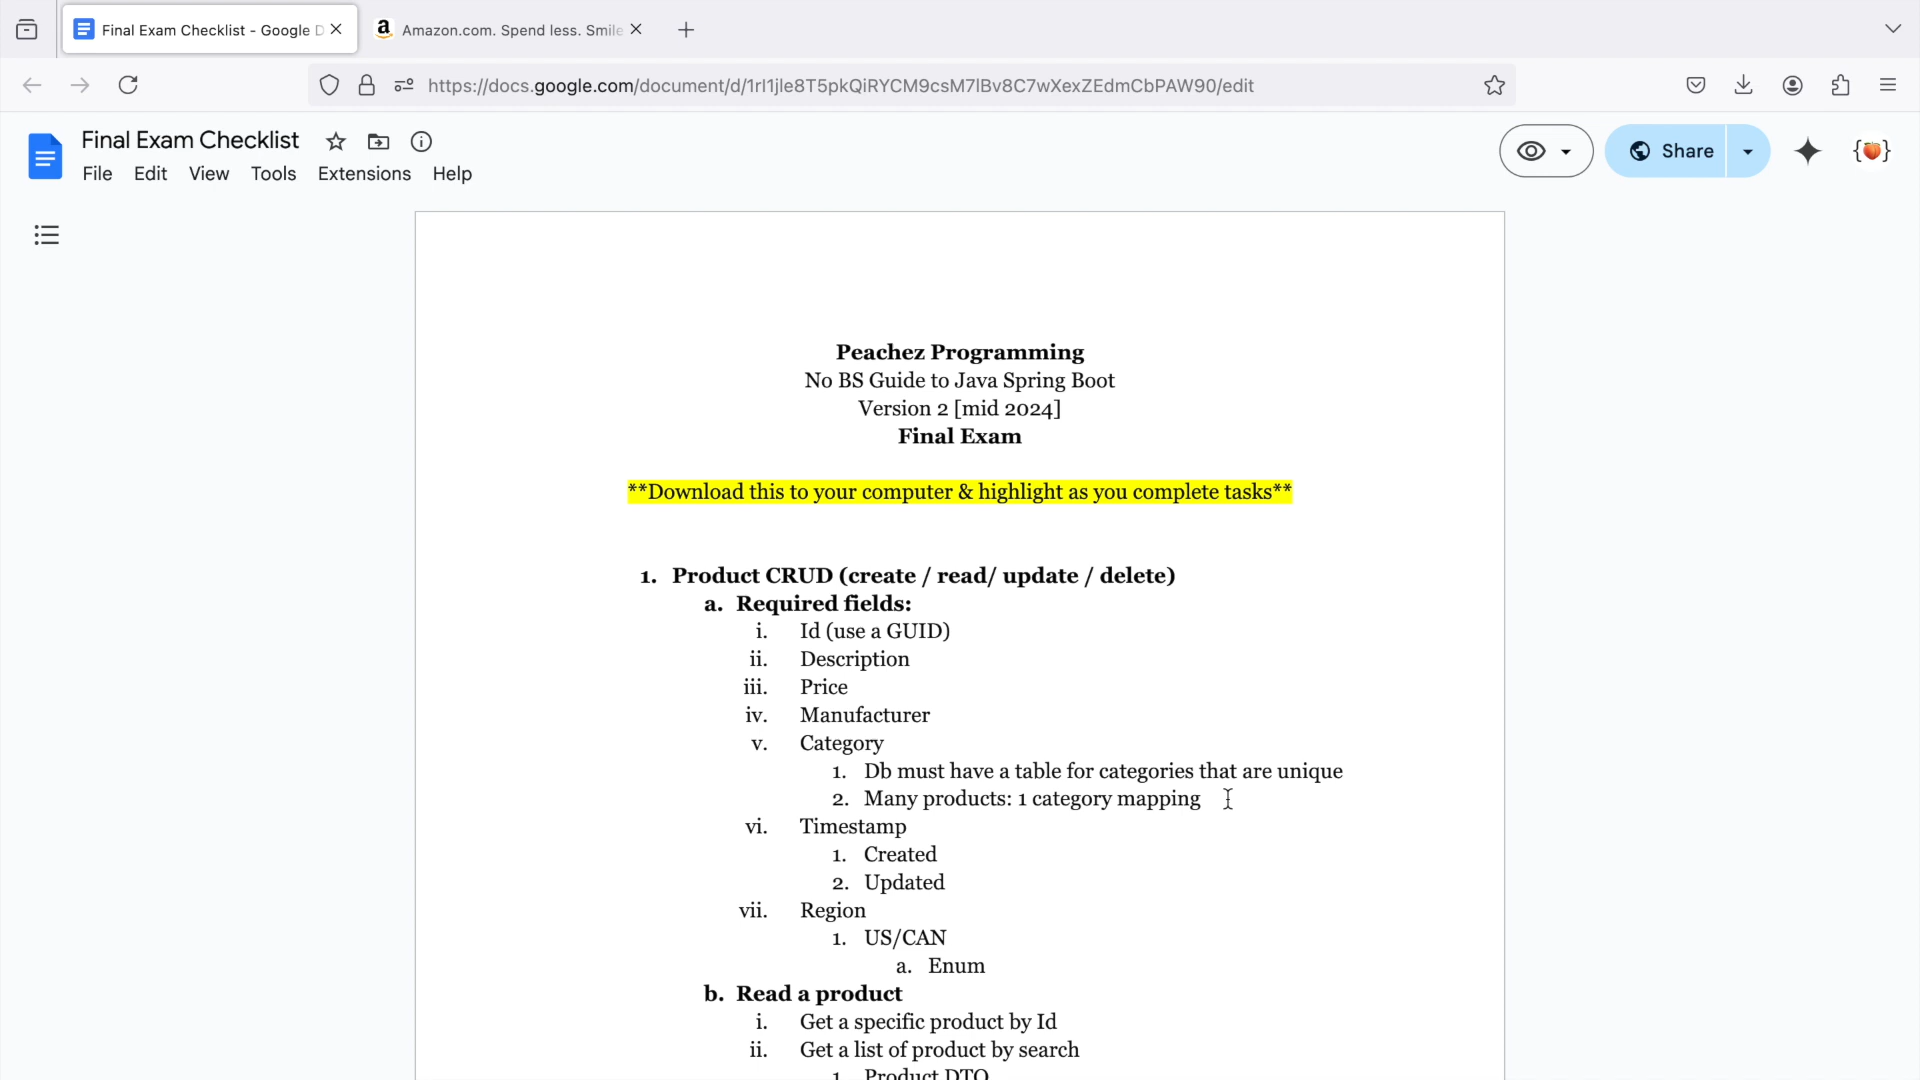 Final Exam Checklist - Google D
Amazon.com. Spend less. Smile
https://docs.google.com/document/d/1rI1jle8T5pkQiRYCM9csM7lBv8C7wXexZEdmCbPAW90/edit
Final Exam Checklist
File Edit View Tools Extensions Help
Share
Peachez Programming
No BS Guide to Java Spring Boot
Version 2 [mid 2024]
Final Exam
**Download this to your computer & highlight as you complete tasks**
1. Product CRUD (create / read/ update / delete)
a. Required fields:
i. Id (use a GUID)
ii. Description
iii. Price
iv. Manufacturer
v. Category
1. Db must have a table for categories that are unique
2. Many products: 1 category mapping
vi. Timestamp
1. Created
2. Updated
vii. Region
1. US/CAN
a. Enum
b. Read a product
i. Get a specific product by Id
ii. Get a list of product by search
1. Product DTO